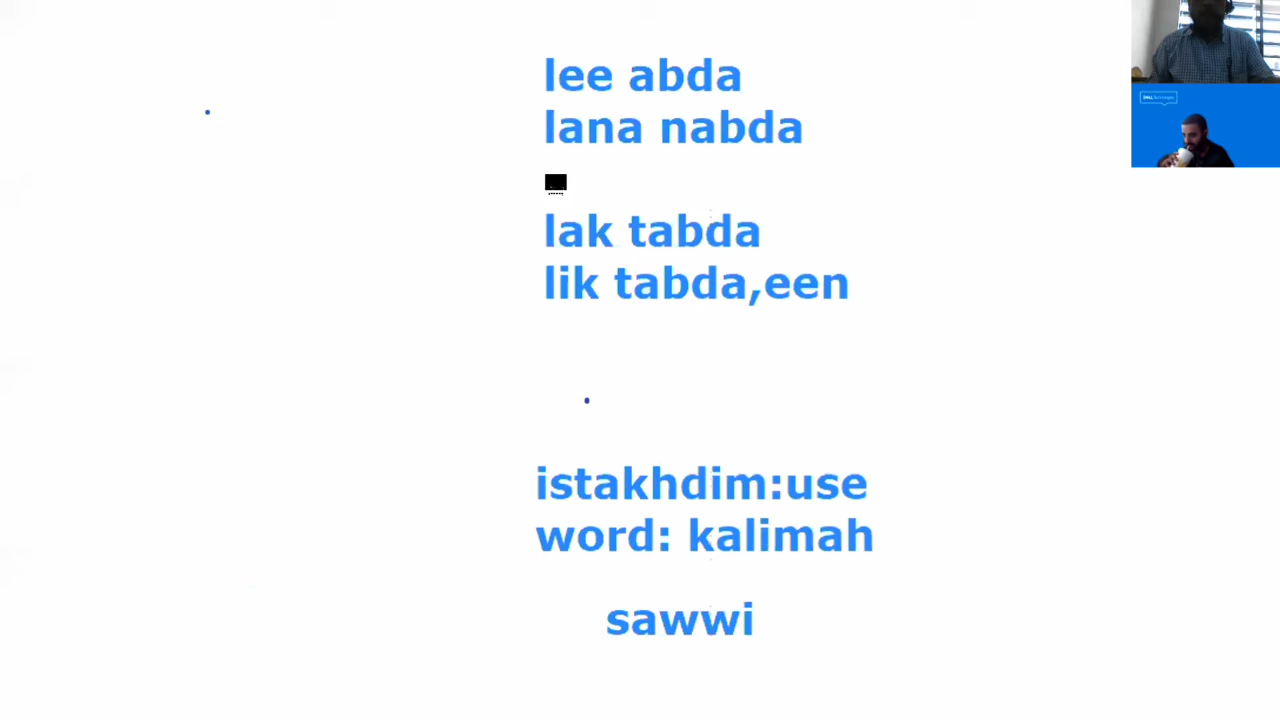 lee abda
lana nabda
lak tabda
lik tabda,een
istakhdim:use
word: kalimah
sawwi